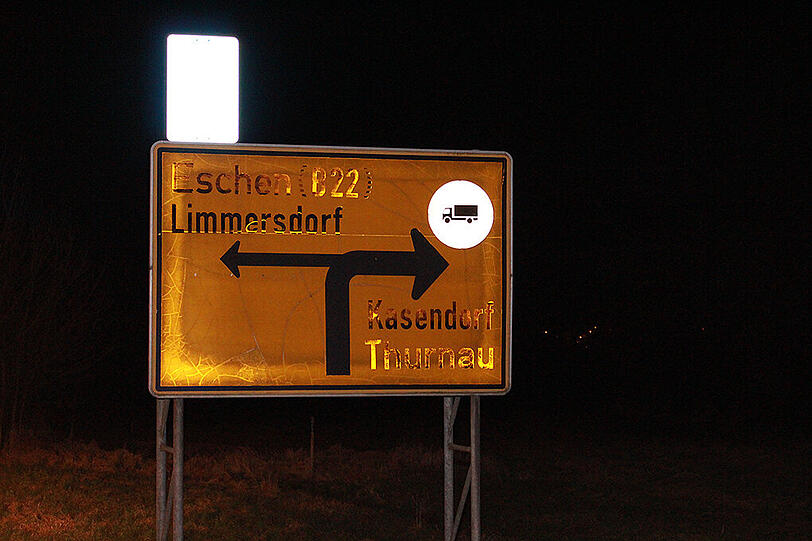 Eschen (B22)
Limmersdorf
Kasendorf
Thurnau